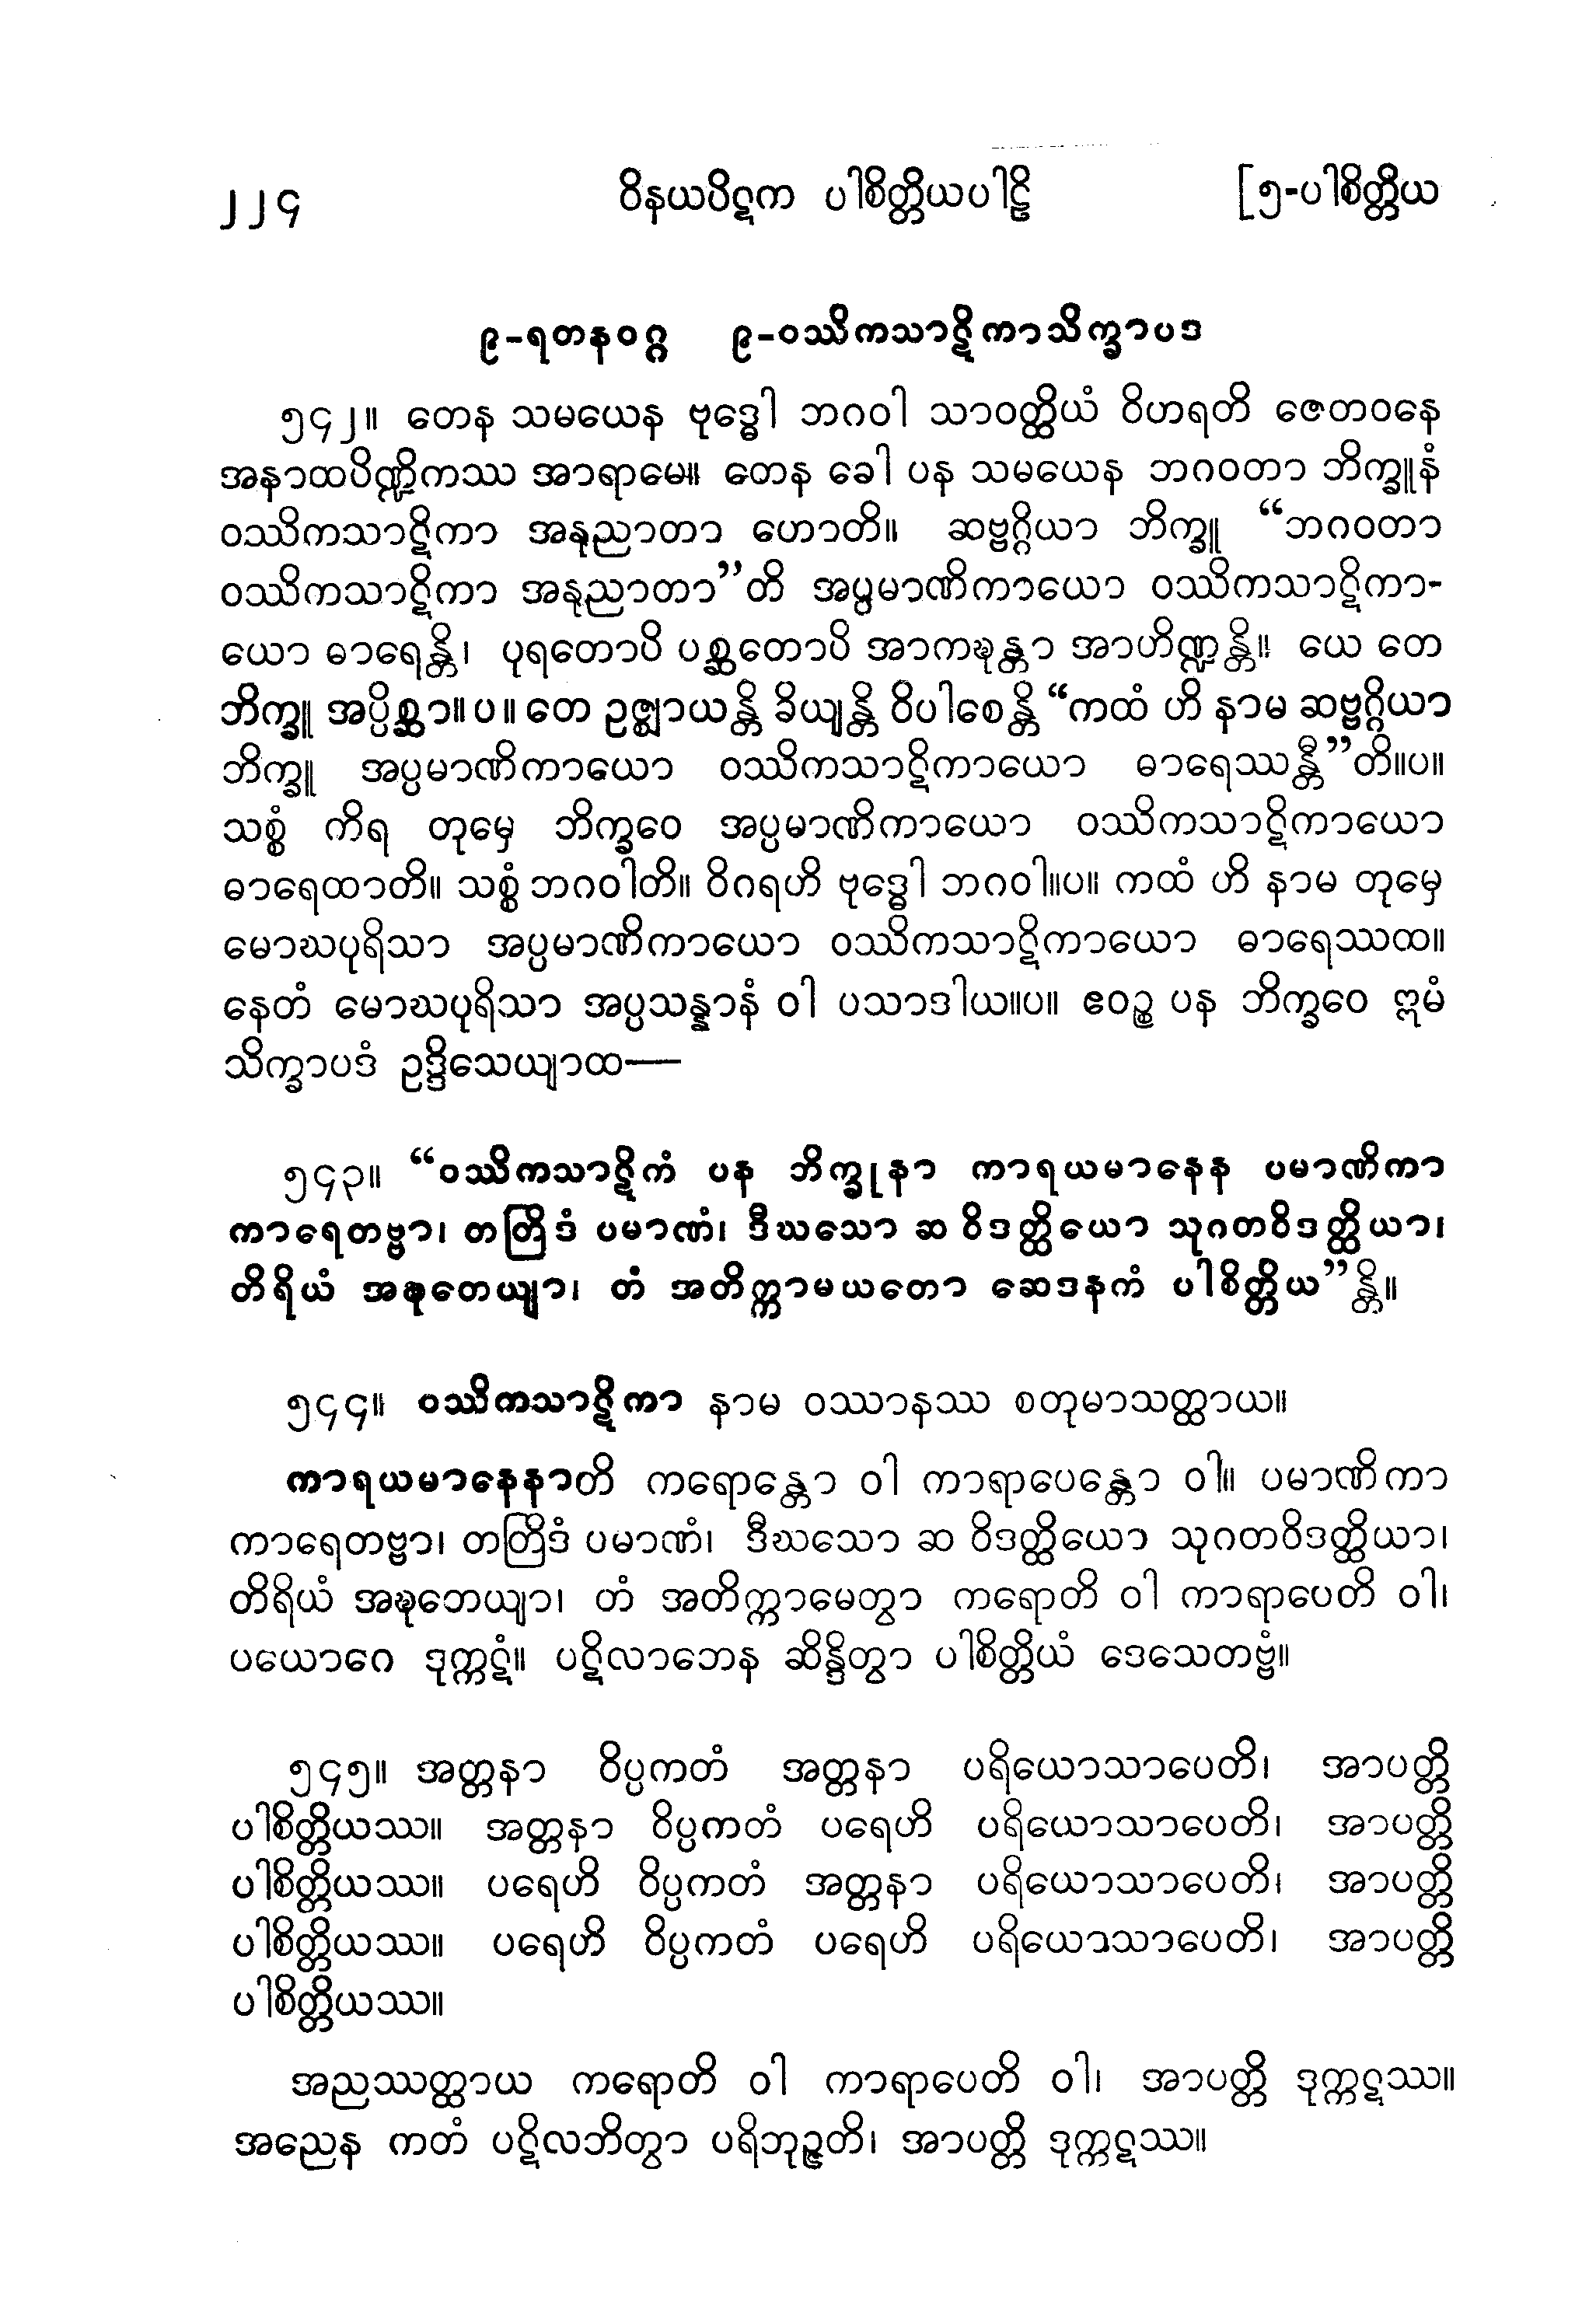 ၂၂၄ ဝိနယပိဋက ပါစိတ္တိယပါဠိ [၅-ပါစိတ္တိယ
၉-ရတနဝဂ္ဂ ၉-ဝဿိကသာဋိကာသိက္ခာပဒ
၅၄၂။ တေန သမယေန ဗုဒ္ဓေါ ဘဂဝါ သာဝတ္ထိယံ ဝိဟရတိ ဇေတဝနေ
အနာထပိဏ္ဍိကဿ အာရာမေ။ တေန ခေါ ပန သမယေန ဘဂဝတာ ဘိက္ခူနံ
ဝဿိကသာဋိကာ အနုညာတာ ဟောတိ။ ဆဗ္ဗဂ္ဂိယာ ဘိက္ခူ “ဘဂဝတာ
ဝဿိကသာဋိကာ အနုညာတာ”တိ အပ္ပမာဏိကာယော ဝဿိကသာဋိကာ-
ယော ဓာရေန္တိ၊ ပုရတောပိ ပစ္ဆတောပိ အာကဍ္ဎန္တာ အာဟိဏ္ဍန္တိ။ ယေ တေ
ဘိက္ခူ အပ္ပိစ္ဆာ။ပ။ တေ ဥဇ္ဈာယန္တိ ခိယျန္တိ ဝိပါစေန္တိ “ကထံ ဟိ နာမ ဆဗ္ဗဂ္ဂိယာ
ဘိက္ခူ အပ္ပမာဏိကာယော ဝဿိကသာဋိကာယော ဓာရေဿန္တီ”တိ။ပ။
သစ္စံ ကိရ တုမှေ ဘိက္ခဝေ အပ္ပမာဏိကာယော ဝဿိကသာဋိကာယော
ဓာရေထာတိ။ သစ္စံ ဘဂဝါတိ။ ဝိဂရဟိ ဗုဒ္ဓေါ ဘဂဝါ။ပ။ ကထံ ဟိ နာမ တုမှေ
မောဃပုရိသာ အပ္ပမာဏိကာယော ဝဿိကသာဋိကာယော ဓာရေဿထ။
နေတံ မောဃပုရိသာ အပ္ပသန္နာနံ ဝါ ပသာဒါယ။ပ။ ဧဝဉ္စ ပန ဘိက္ခဝေ ဣမံ
သိက္ခာပဒံ ဥဒ္ဒိသေယျာထ—
၅၄၃။ “ဝဿိကသာဋိကံ ပန ဘိက္ခုနာ ကာရယမာနေန ပမာဏိကာ
ကာရေတဗ္ဗာ၊ တတြိဒံ ပမာဏံ၊ ဒီဃသော ဆ ဝိဒတ္ထိယော သုဂတဝိဒတ္ထိယာ၊
တိရိယံ အၯတေယျာ၊ တံ အတိက္ကာမယတော ဆေဒနကံ ပါစိတ္တိယ”န္တိ။
၅၄၄။ ဝဿိကသာဋိကာ နာမ ဝဿာနဿ စတုမာသတ္ထာယ။
ကာရယမာနေနာတိ ကရောန္တော ဝါ ကာရာပေန္တော ဝါ။ ပမာဏိကာ
ကာရေတဗ္ဗာ၊ တတြိဒံ ပမာဏံ၊ ဒီဃသော ဆ ဝိဒတ္ထိယော သုဂတဝိဒတ္ထိယာ၊
တိရိယံ အဍ္ဎတေယျာ၊ တံ အတိက္ကာမေတွာ ကရောတိ ဝါ ကာရာပေတိ ဝါ၊
ပယောဂေ ဒုက္ကဋံ။ ပဋိလာဘေန ဆိန္ဒိတွာ ပါစိတ္တိယံ ဒေသေတဗ္ဗံ။
၅၄၅။ အတ္တနာ ဝိပ္ပကတံ အတ္တနာ ပရိယောသာပေတိ၊ အာပတ္တိ
ပါစိတ္တိယဿ။ အတ္တနာ ဝိပ္ပကတံ ပရေဟိ ပရိယောသာပေတိ၊ အာပတ္တိ
ပါစိတ္တိယဿ။ ပရေဟိ ဝိပ္ပကတံ အတ္တနာ ပရိယောသာပေတိ၊ အာပတ္တိ
ပါစိတ္တိယဿ။ ပရေဟိ ဝိပ္ပကတံ ပရေဟိ ပရိယောသာပေတိ၊ အာပတ္တိ
ပါစိတ္တိယဿ။
အညဿတ္ထာယ ကရောတိ ဝါ ကာရာပေတိ ဝါ၊ အာပတ္တိ ဒုက္ကဋဿ။
အညေန ကတံ ပဋိလဘိတွာ ပရိဘုဉ္ဇတိ၊ အာပတ္တိ ဒုက္ကဋဿ။